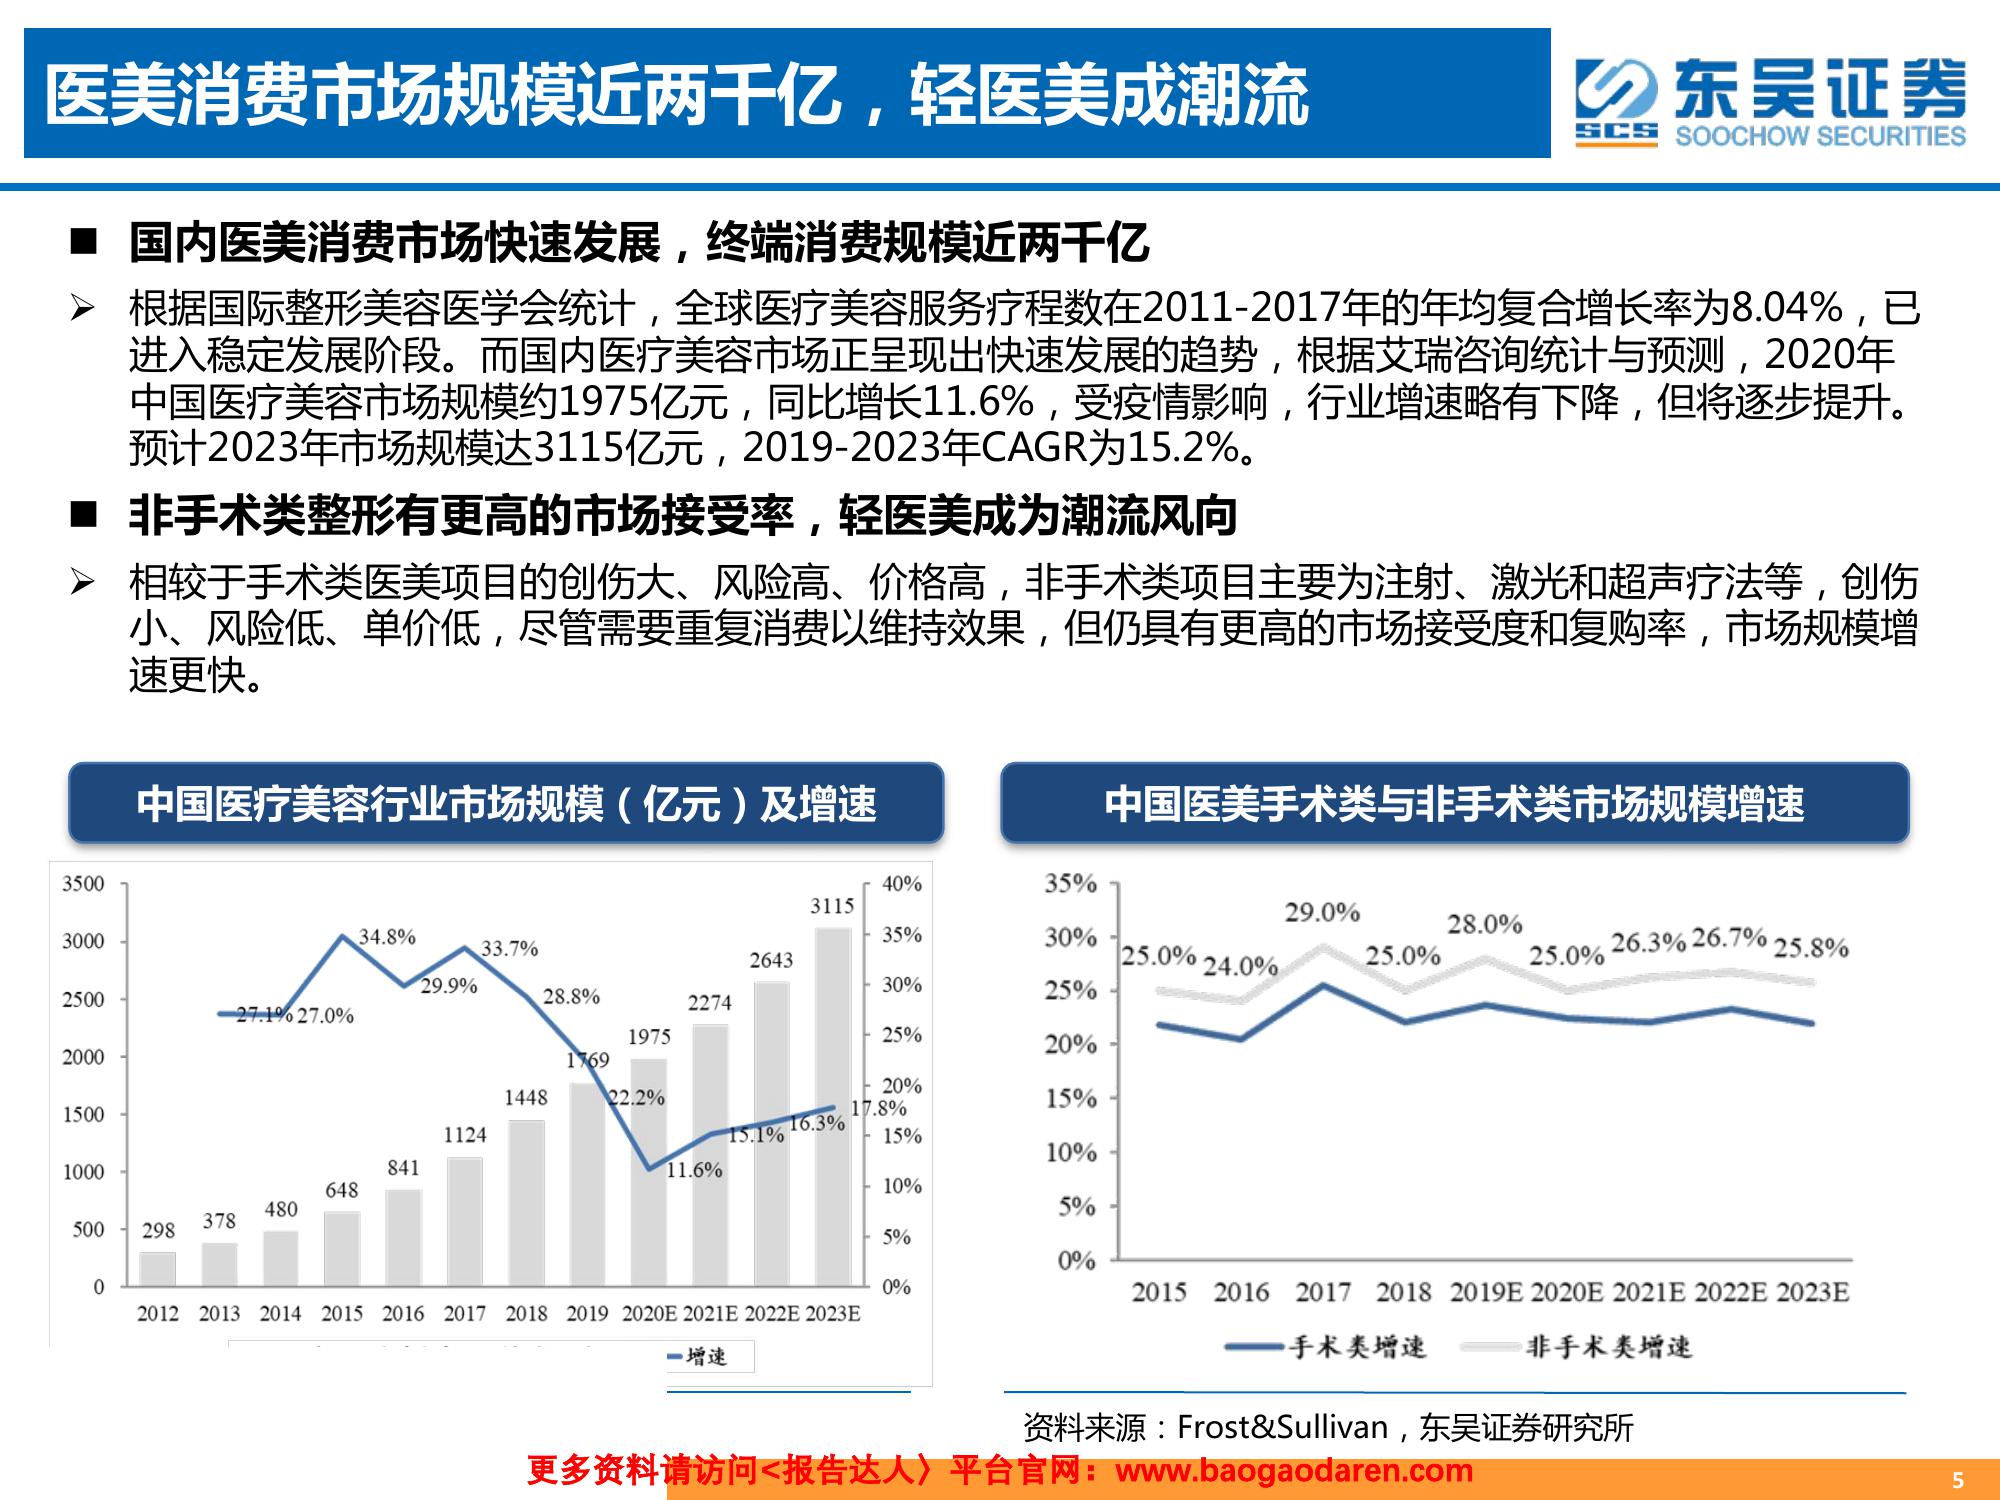 医美消费市场规模近两千亿，轻医美成潮流
东吴证券
SCS
SOOCHOW SECURITIES
■ 国内医美消费市场快速发展，终端消费规模近两千亿
➢ 根据国际整形美容医学会统计，全球医疗美容服务疗程数在2011-2017年的年均复合增长率为8.04%，已
进入稳定发展阶段。而国内医疗美容市场正呈现出快速发展的趋势，根据艾瑞咨询统计与预测，2020年
中国医疗美容市场规模约1975亿元，同比增长11.6%，受疫情影响，行业增速略有下降，但将逐步提升。
预计2023年市场规模达3115亿元，2019-2023年CAGR为15.2%。
■ 非手术类整形有更高的市场接受率，轻医美成为潮流风向
➢ 相较于手术类医美项目的创伤大、风险高、价格高，非手术类项目主要为注射、激光和超声疗法等，创伤
小、风险低、单价低，尽管需要重复消费以维持效果，但仍具有更高的市场接受度和复购率，市场规模增
速更快。
中国医疗美容行业市场规模（亿元）及增速
3500
3000
2500
2000
1500
1000
500
0
40%
35%
30%
25%
20%
15%
10%
5%
0%
298
378
480
648
841
1124
1448
1769
1975
2274
2643
3115
27.1%
27.0%
34.8%
29.9%
33.7%
28.8%
22.2%
11.6%
15.1%
16.3%
17.8%
2012 2013 2014 2015 2016 2017 2018 2019 2020E 2021E 2022E 2023E
增速
中国医美手术类与非手术类市场规模增速
35%
30%
25%
20%
15%
10%
5%
0%
25.0%
24.0%
29.0%
25.0%
28.0%
25.0%
26.3%
26.7%
25.8%
2015 2016 2017 2018 2019E 2020E 2021E 2022E 2023E
手术类增速 非手术类增速
资料来源：Frost&Sullivan，东吴证券研究所
更多资料请访问<报告达人〉平台官网：www.baogaodaren.com
5